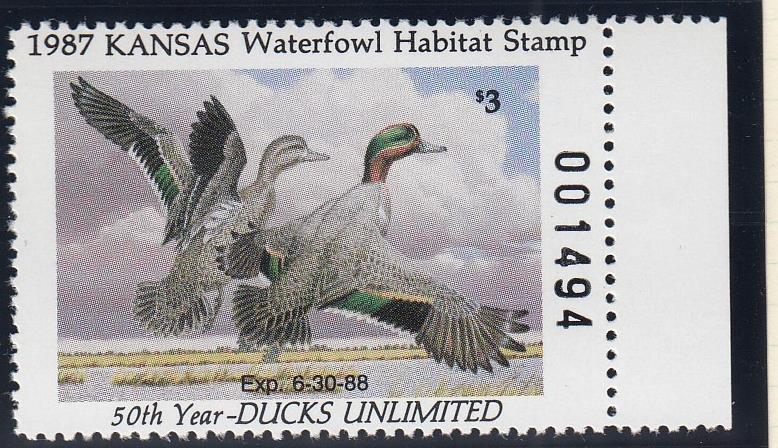 1987 KANSAS Waterfowl Habitat Stamp
$3
001494
Exp. 6-30-88
50th Year-DUCKS UNLIMITED